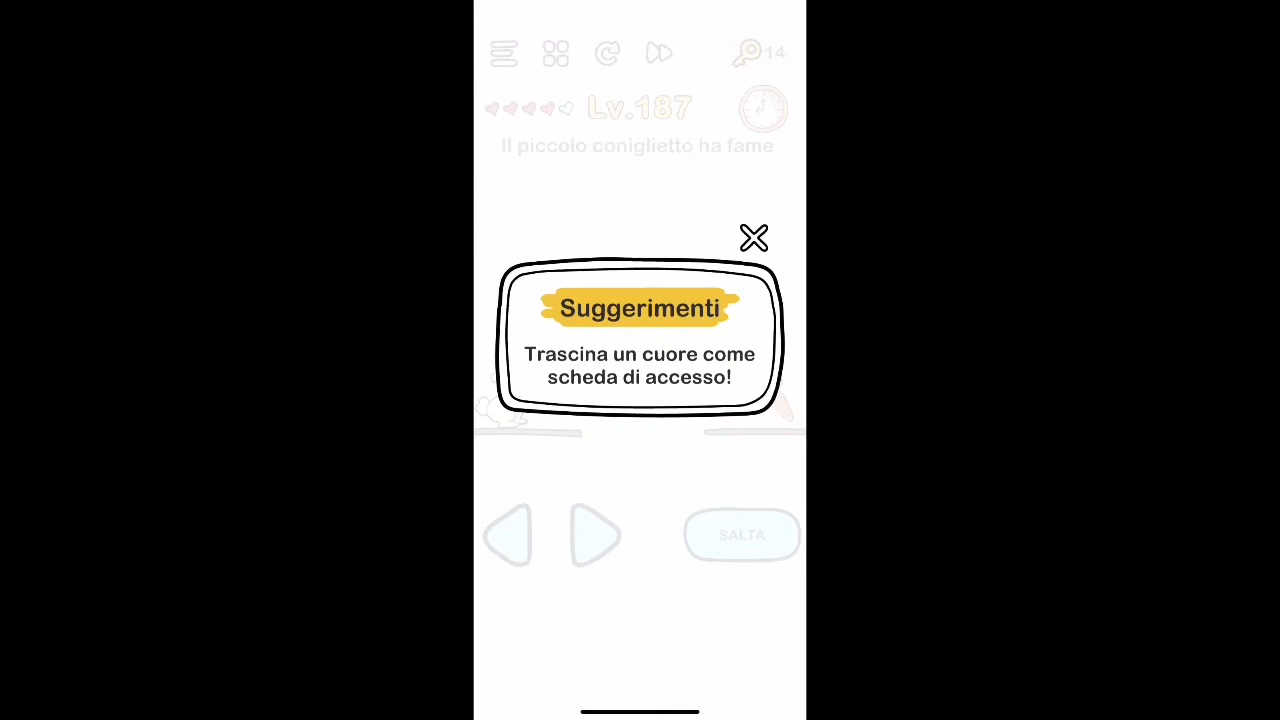 14
Lv.187
Il piccolo coniglietto ha fame
Suggerimenti
Trascina un cuore come
scheda di accesso!
SALTA